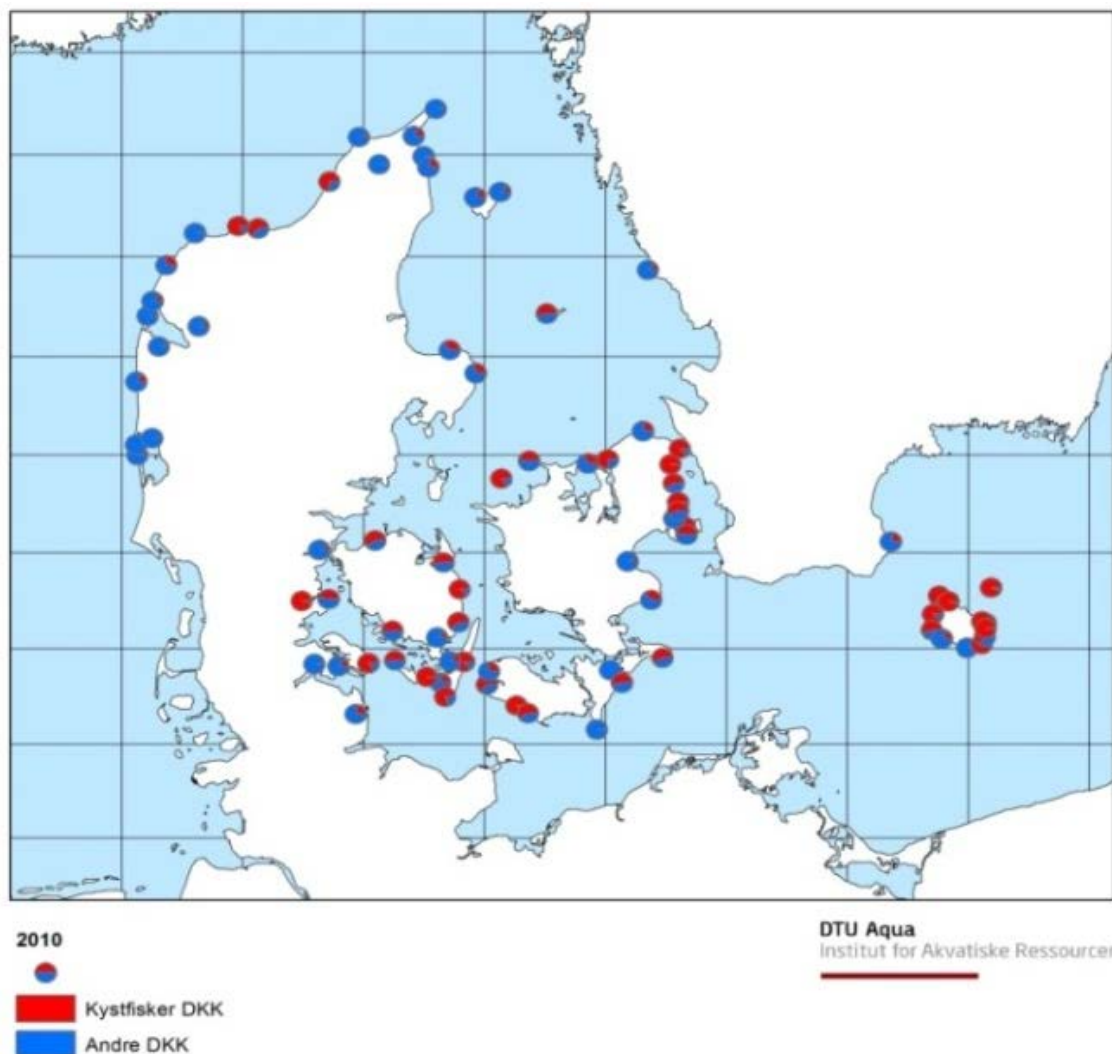 2010
Kystfisker DKK
Andre DKK
DTU Aqua
Institut for Akvatiske Ressourcer